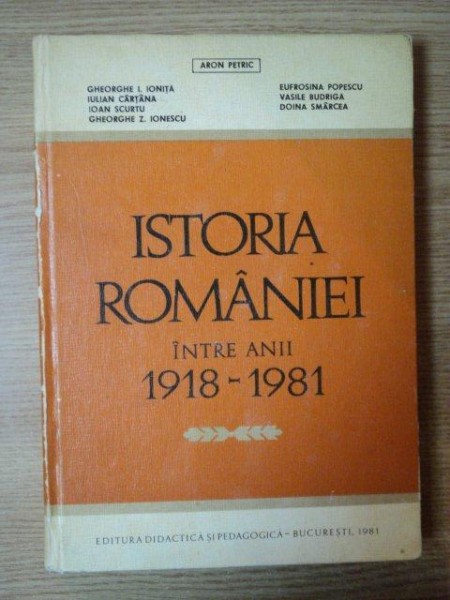 ARON PETRIC
GHEORGHE I. IONIȚA
IULIAN CÂRȚÂNA
IOAN SCURTU
GHEORGHE Z. IONESCU
EUFROSINA POPESCU
VASILE BUDRIGA
DOINA SMÂRCEA
ISTORIA
ROMÂNIEI
ÎNTRE ANII
1918-1981
EDITURA DIDACTICĂ ȘI PEDAGOGICĂ - BUCUREȘTI, 1981